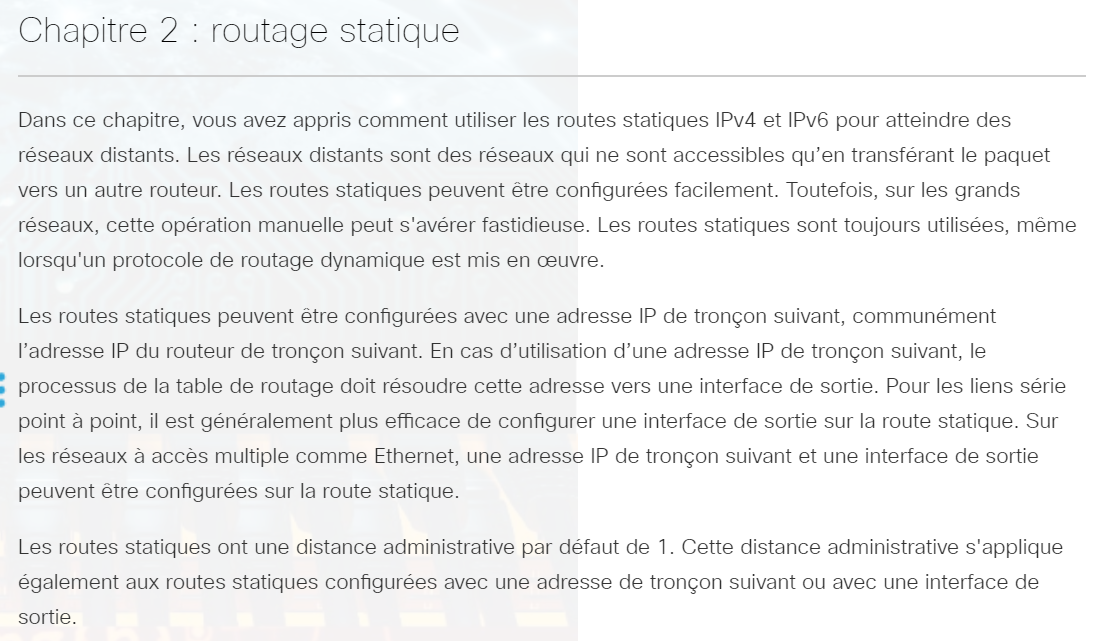 Chapitre 2 : routage statique
Dans ce chapitre, vous avez appris comment utiliser les routes statiques IPv4 et IPv6 pour atteindre des
réseaux distants. Les réseaux distants sont des réseaux qui ne sont accessibles qu’en transférant le paquet
vers un autre routeur. Les routes statiques peuvent être configurées facilement. Toutefois, sur les grands
réseaux, cette opération manuelle peut s'avérer fastidieuse. Les routes statiques sont toujours utilisées, même
lorsqu'un protocole de routage dynamique est mis en œuvre.
Les routes statiques peuvent être configurées avec une adresse IP de tronçon suivant, communément
l’adresse IP du routeur de tronçon suivant. En cas d’utilisation d’une adresse IP de tronçon suivant, le
processus de la table de routage doit résoudre cette adresse vers une interface de sortie. Pour les liens série
point à point, il est généralement plus efficace de configurer une interface de sortie sur la route statique. Sur
les réseaux à accès multiple comme Ethernet, une adresse IP de tronçon suivant et une interface de sortie
peuvent être configurées sur la route statique.
Les routes statiques ont une distance administrative par défaut de 1. Cette distance administrative s'applique
également aux routes statiques configurées avec une adresse de tronçon suivant ou avec une interface de
sortie.